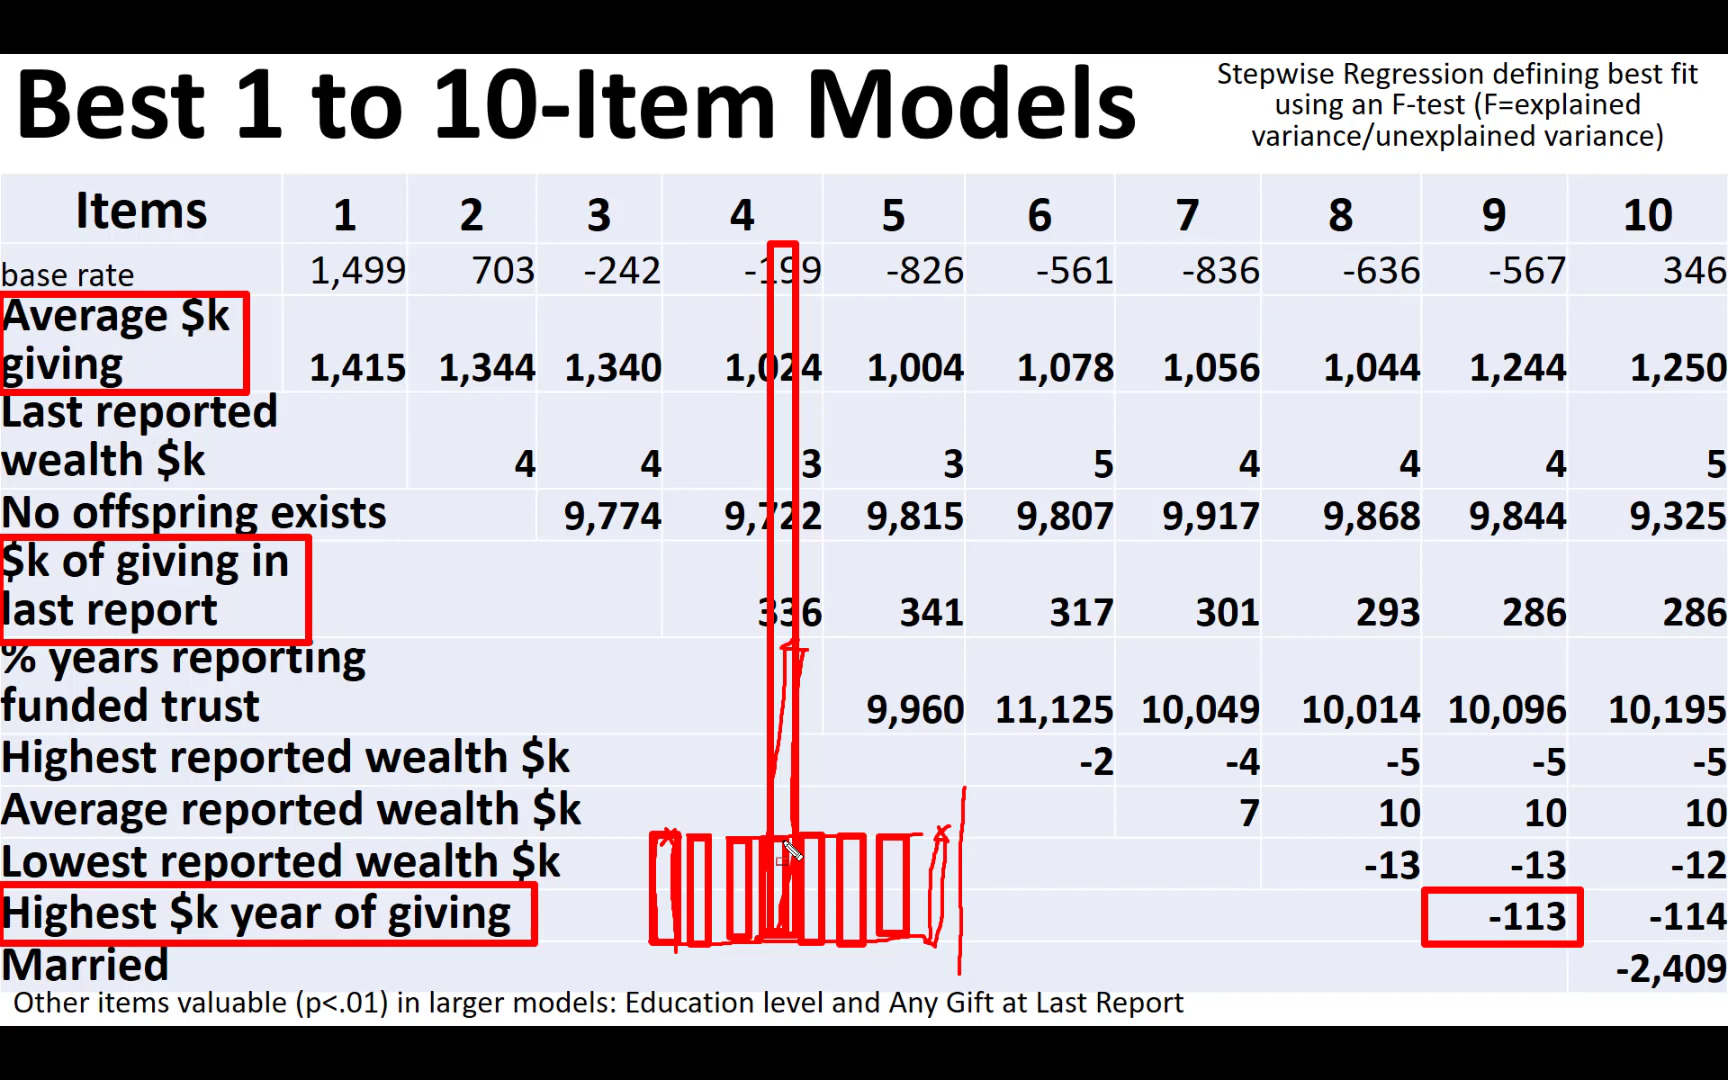 Best 1 to 10-Item Models
Stepwise Regression defining best fit
using an F-test (F=explained
variance/unexplained variance)
Items 1 2 3 4 5 6 7 8 9 10
base rate 1,499 703 -242 -199 -826 -561 -836 -636 -567 346
Average $k
giving 1,415 1,344 1,340 1,024 1,004 1,078 1,056 1,044 1,244 1,250
Last reported
wealth $k 4 4 3 3 5 4 4 4 5
No offspring exists 9,774 9,722 9,815 9,807 9,917 9,868 9,844 9,325
$k of giving in
last report 336 341 317 301 293 286 286
% years reporting
funded trust 9,960 11,125 10,049 10,014 10,096 10,195
Highest reported wealth $k -2 -4 -5 -5 -5
Average reported wealth $k 7 10 10 10
Lowest reported wealth $k -13 -13 -12
Highest $k year of giving -113 -114
Married -2,409
Other items valuable (p<.01) in larger models: Education level and Any Gift at Last Report